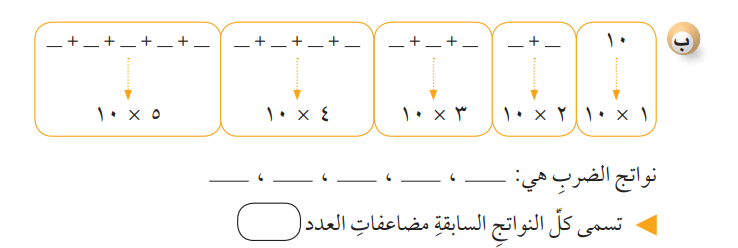 ب
١٠ __ + __ __ + __ + __ __ + __ + __ + __ __ + __ + __ + __ + __
١ × ١٠ ٢ × ١٠ ٣ × ١٠ ٤ × ١٠ ٥ × ١٠
نواتج الضربِ هي: ____ ، ____ ، ____ ، ____ ، ____
تسمى كلّ النواتجِ السابقةِ مضاعفاتِ العدد